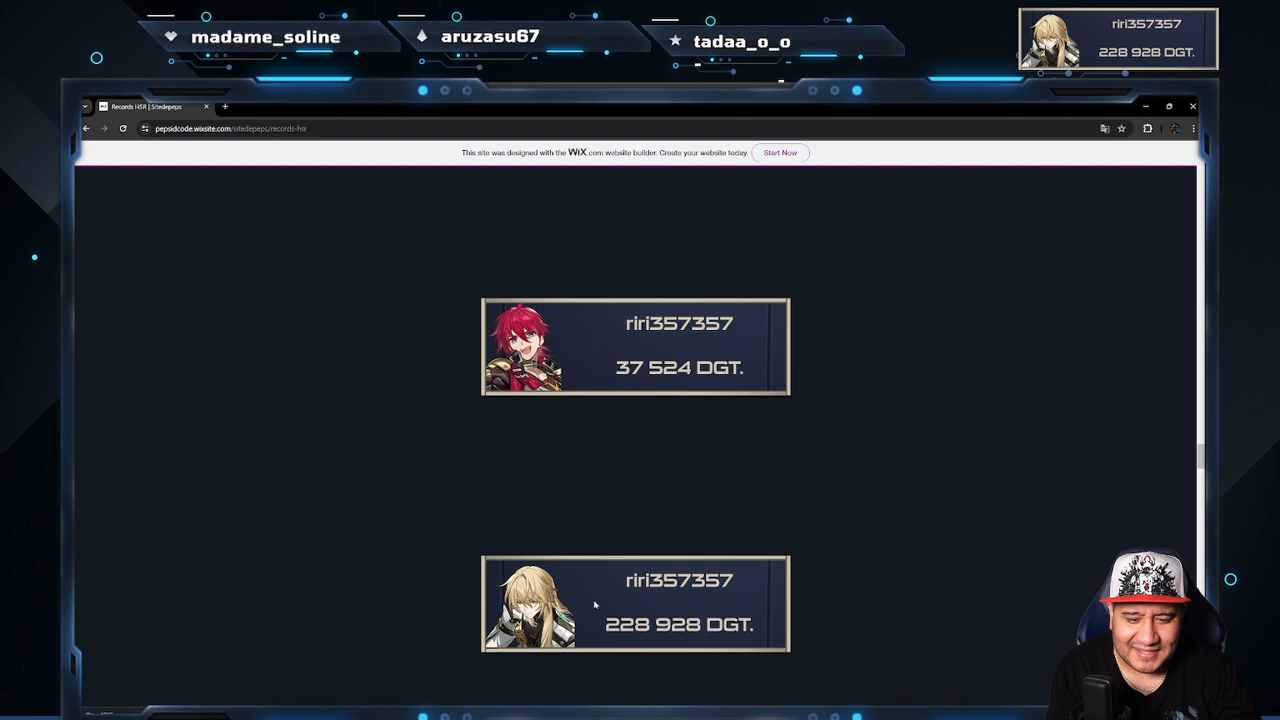 madame_soline
aruzasu67
tadaa_o_o
riri357357
228 928 DGT.
Records HSR | Sitedepeps
pepsidcode.wixsite.com/sitedepeps/records-hsr
This site was designed with the WiX.com website builder. Create your website today.
Start Now
riri357357
37 524 DGT.
riri357357
228 928 DGT.